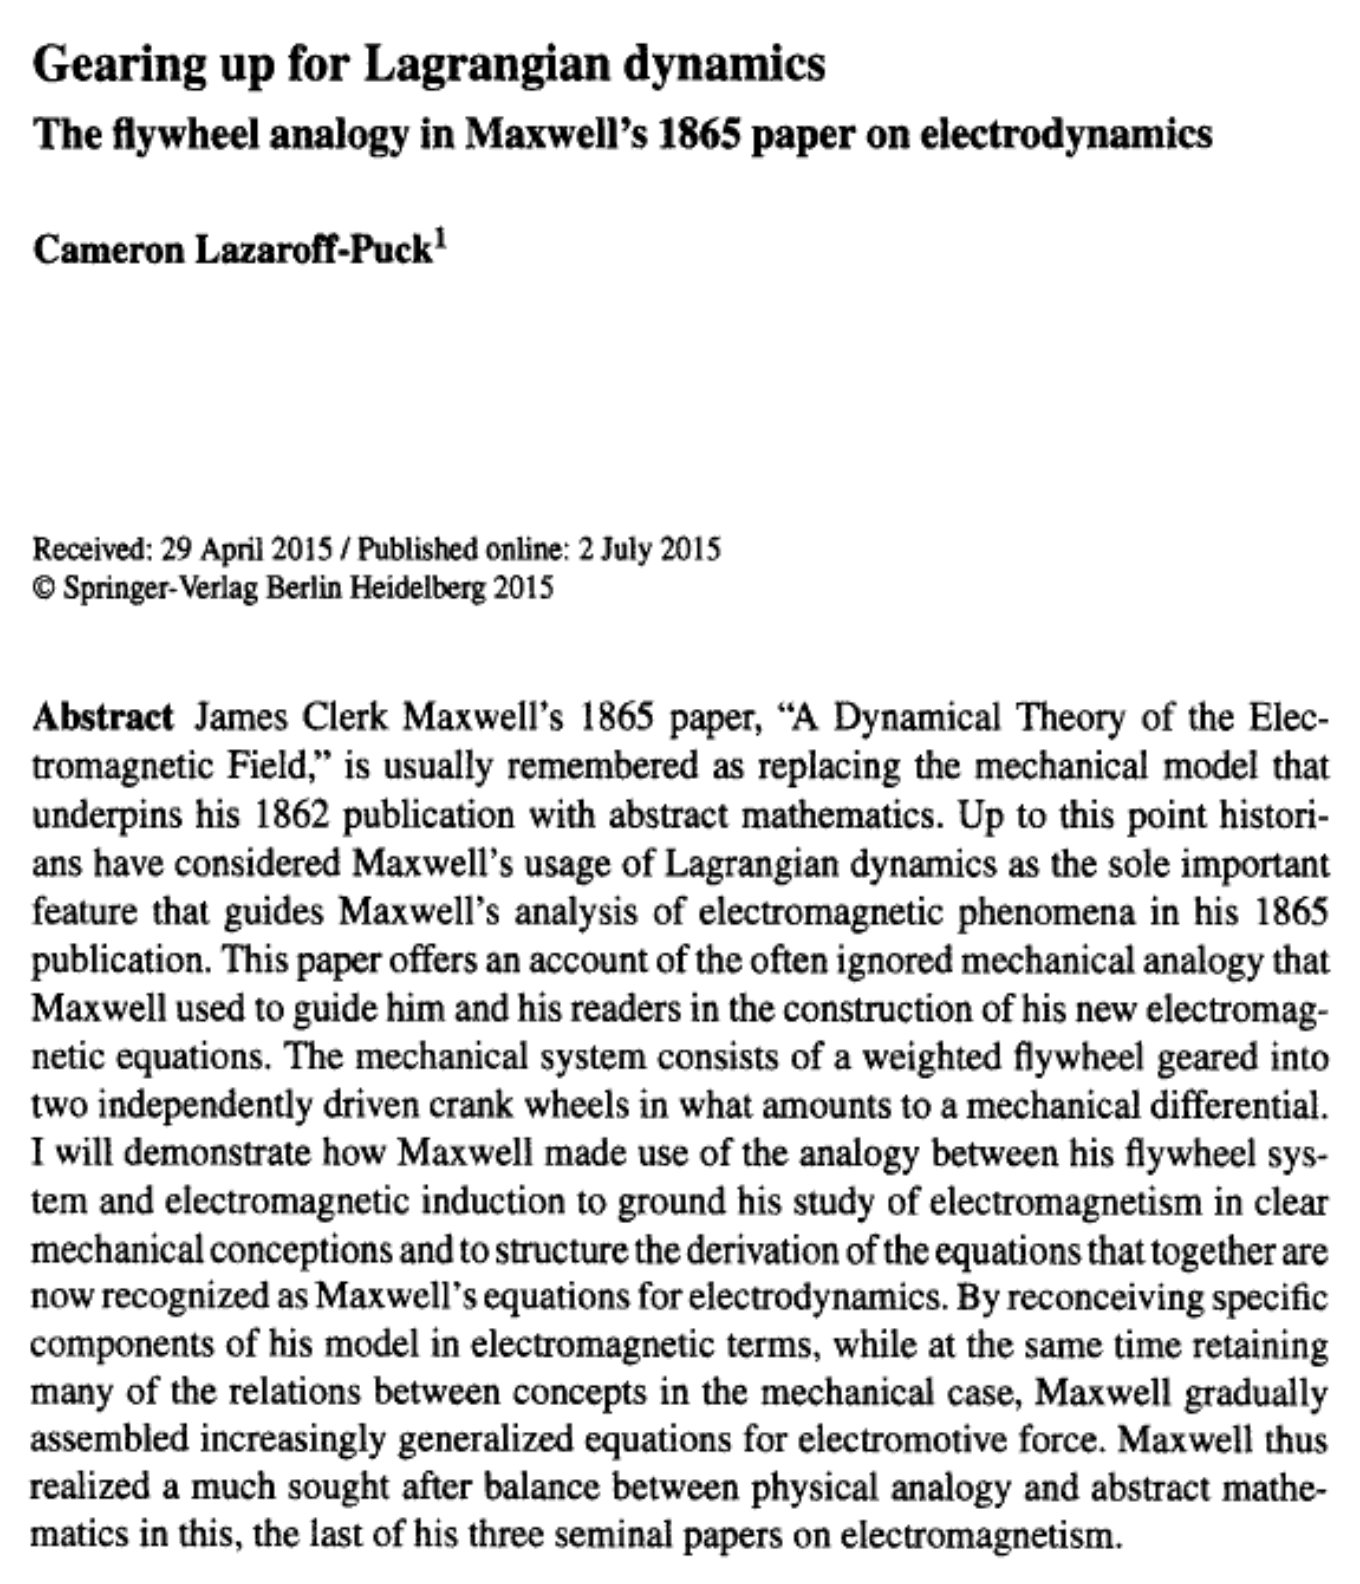 Gearing up for Lagrangian dynamics
The flywheel analogy in Maxwell's 1865 paper on electrodynamics
Cameron Lazaroff-Puck¹
Received: 29 April 2015 / Published online: 2 July 2015
© Springer-Verlag Berlin Heidelberg 2015
Abstract James Clerk Maxwell's 1865 paper, “A Dynamical Theory of the Elec-
tromagnetic Field,” is usually remembered as replacing the mechanical model that
underpins his 1862 publication with abstract mathematics. Up to this point histori-
ans have considered Maxwell's usage of Lagrangian dynamics as the sole important
feature that guides Maxwell's analysis of electromagnetic phenomena in his 1865
publication. This paper offers an account of the often ignored mechanical analogy that
Maxwell used to guide him and his readers in the construction of his new electromag-
netic equations. The mechanical system consists of a weighted flywheel geared into
two independently driven crank wheels in what amounts to a mechanical differential.
I will demonstrate how Maxwell made use of the analogy between his flywheel sys-
tem and electromagnetic induction to ground his study of electromagnetism in clear
mechanical conceptions and to structure the derivation of the equations that together are
now recognized as Maxwell's equations for electrodynamics. By reconceiving specific
components of his model in electromagnetic terms, while at the same time retaining
many of the relations between concepts in the mechanical case, Maxwell gradually
assembled increasingly generalized equations for electromotive force. Maxwell thus
realized a much sought after balance between physical analogy and abstract mathe-
matics in this, the last of his three seminal papers on electromagnetism.